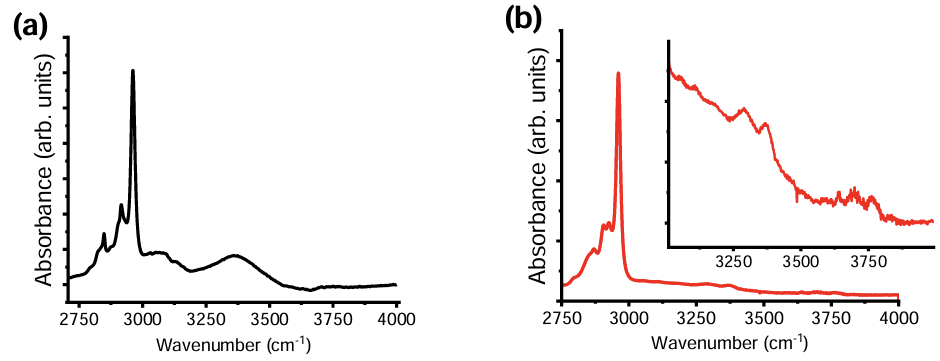 (a)
Absorbance (arb. units)
2750 3000 3250 3500 3750 4000
Wavenumber (cm⁻¹)
(b)
Absorbance (arb. units)
3250 3500 3750
2750 3000 3250 3500 3750 4000
Wavenumber (cm⁻¹)